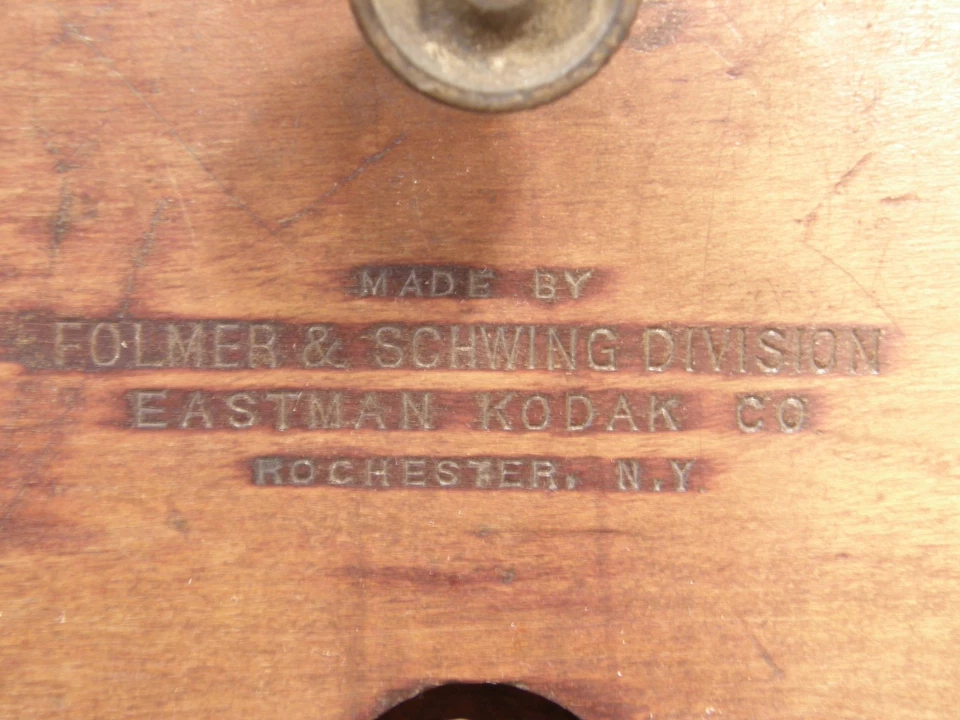 MADE BY
FOLMER & SCHWING DIVISION
EASTMAN KODAK CO
ROCHESTER, N.Y